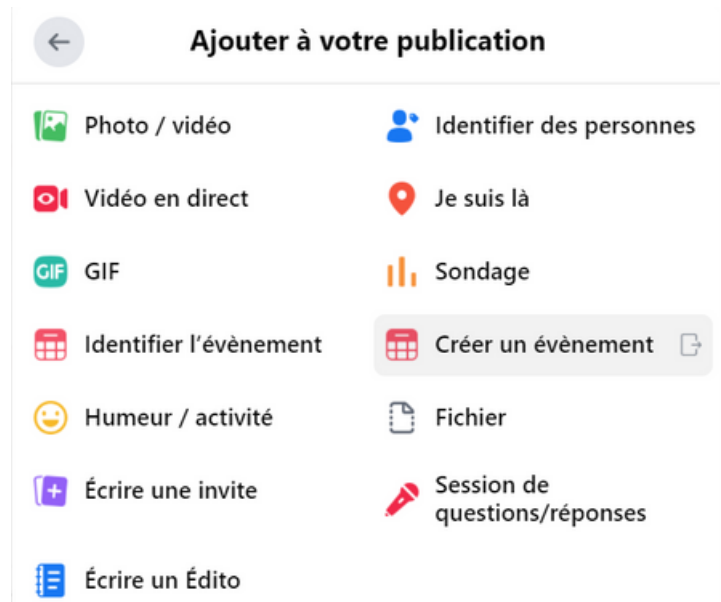 Ajouter à votre publication
Photo / vidéo
Identifier des personnes
Vidéo en direct
Je suis là
GIF GIF
Sondage
Identifier l'évènement
Créer un évènement
Humeur / activité
Fichier
Écrire une invite
Session de
questions/réponses
Écrire un Édito